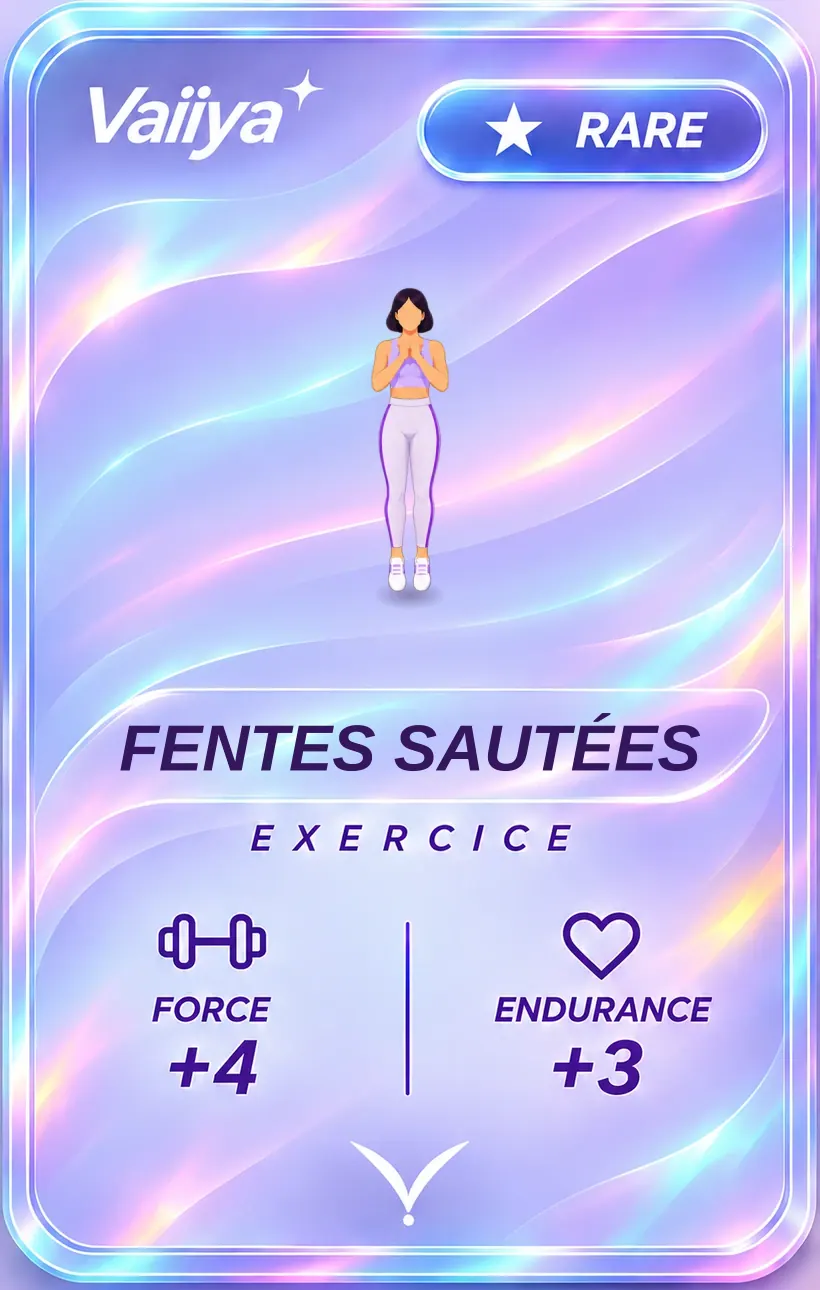 Vaiiya
RARE
FENTES SAUTÉES
EXERCICE
FORCE
ENDURANCE
+4
+3